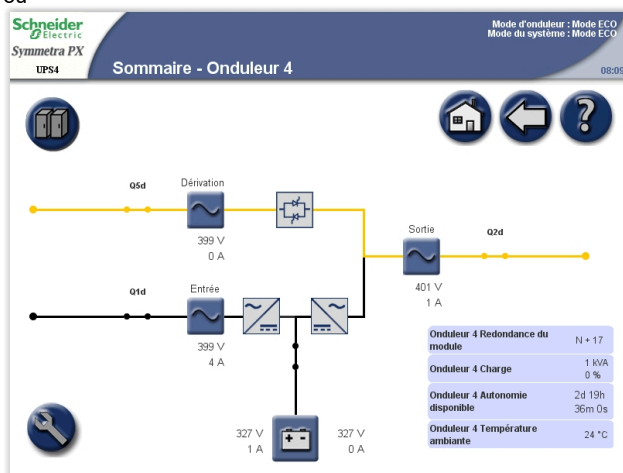 Schneider
Electric
Symmetra PX
UPS4
Sommaire - Onduleur 4
Mode d'onduleur : Mode ECO
Mode du système : Mode ECO
08:09
Q5d
Dérivation
399 V
0 A
Sortie
Q2d
401 V
1 A
Q1d
Entrée
399 V
4 A
Onduleur 4 Redondance du
module
N + 17
Onduleur 4 Charge
1 kVA
0 %
Onduleur 4 Autonomie
disponible
2d 19h
36m 0s
Onduleur 4 Température
ambiante
24 °C
327 V
1 A
327 V
0 A